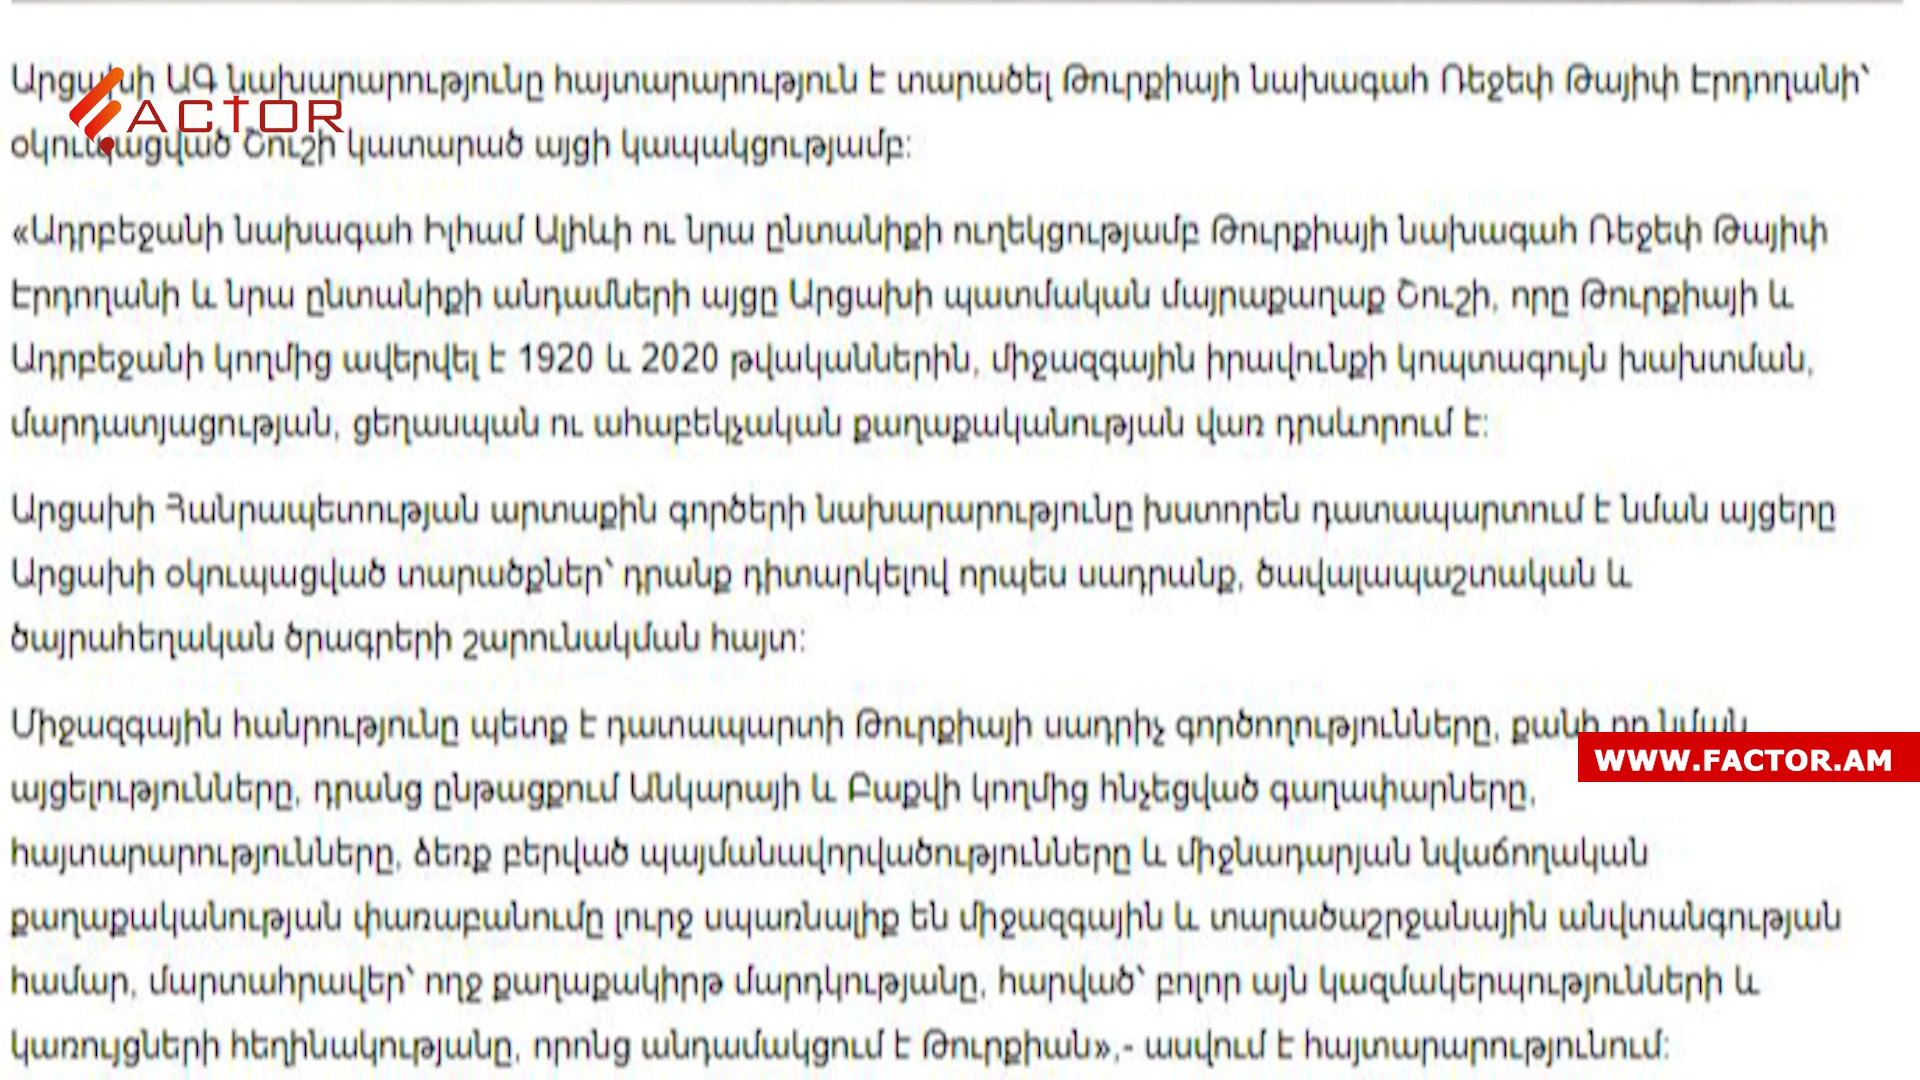 Արցախի ԱԳ նախարարությունը հայտարարություն է տարածել Թուրքիայի նախագահ Ռեջեփ Թայիփ Էրդողանի՝
ACTOR
օկուպացված Շուշի կատարած այցի կապակցությամբ:
«Ադրբեջանի նախագահ Իլհամ Ալիևի ու նրա ընտանիքի ուղեկցությամբ Թուրքիայի նախագահ Ռեջեփ Թայիփ
Էրդողանի և նրա ընտանիքի անդամների այցը Արցախի պատմական մայրաքաղաք Շուշի, որը Թուրքիայի և
Ադրբեջանի կողմից ավերվել է 1920 և 2020 թվականներին, միջազգային իրավունքի կոպտագույն խախտման,
մարդատյացության, ցեղասպան ու ահաբեկչական քաղաքականության վառ դրսևորում է:
Արցախի Հանրապետության արտաքին գործերի նախարարությունը խստորեն դատապարտում է նման այցերը
Արցախի օկուպացված տարածքներ՝ դրանք դիտարկելով որպես սադրանք, ծավալապաշտական և
ծայրահեղական ծրագրերի շարունակման հայտ:
Միջազգային հանրությունը պետք է դատապարտի Թուրքիայի սադրիչ գործողությունները, քանի որ նման
WWW.FACTOR.AM
այցելությունները, դրանց ընթացքում Անկարայի և Բաքվի կողմից հնչեցված գաղափարները,
հայտարարությունները, ձեռք բերված պայմանավորվածությունները և միջնադարյան նվաճողական
քաղաքականության փառաբանումը լուրջ սպառնալիք են միջազգային և տարածաշրջանային անվտանգության
համար, մարտահրավեր՝ ողջ քաղաքակիրթ մարդկությանը, հարված՝ բոլոր այն կազմակերպությունների և
կառույցների հեղինակությանը, որոնց անդամակցում է Թուրքիան»,- ասվում է հայտարարությունում: